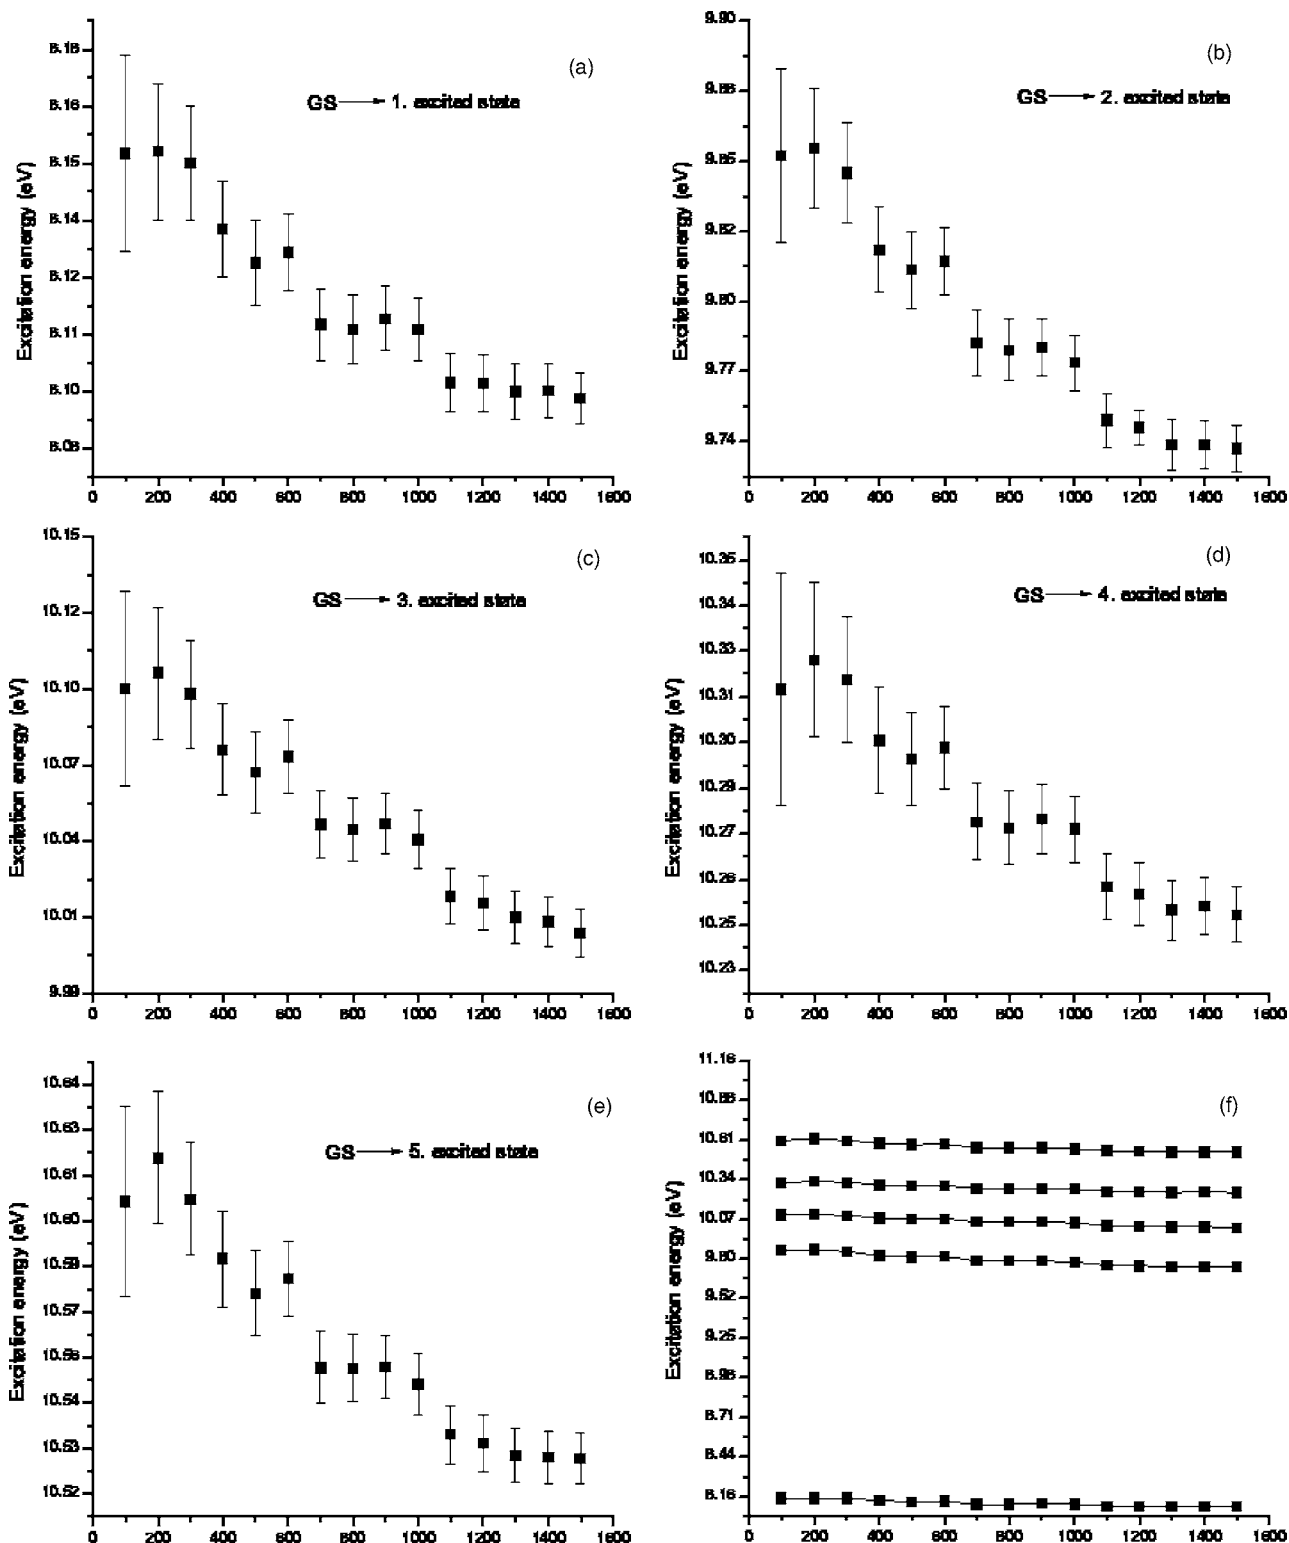 (a)
GS → 1. excited state
Excitation energy (eV)
8.18
8.16
8.15
8.14
8.12
8.11
8.10
8.08
0 200 400 600 800 1000 1200 1400 1600
(b)
GS → 2. excited state
Excitation energy (eV)
9.90
9.88
9.85
9.82
9.80
9.77
9.74
0 200 400 600 800 1000 1200 1400 1600
(c)
GS → 3. excited state
Excitation energy (eV)
10.15
10.12
10.10
10.07
10.04
10.01
9.99
0 200 400 600 800 1000 1200 1400 1600
(d)
GS → 4. excited state
Excitation energy (eV)
10.35
10.34
10.33
10.31
10.30
10.29
10.27
10.26
10.25
10.23
0 200 400 600 800 1000 1200 1400 1600
(e)
GS → 5. excited state
Excitation energy (eV)
10.64
10.63
10.61
10.60
10.59
10.57
10.56
10.54
10.53
10.52
0 200 400 600 800 1000 1200 1400 1600
(f)
Excitation energy (eV)
11.16
10.88
10.61
10.34
10.07
9.80
9.52
9.25
8.98
8.71
8.44
8.16
0 200 400 600 800 1000 1200 1400 1600